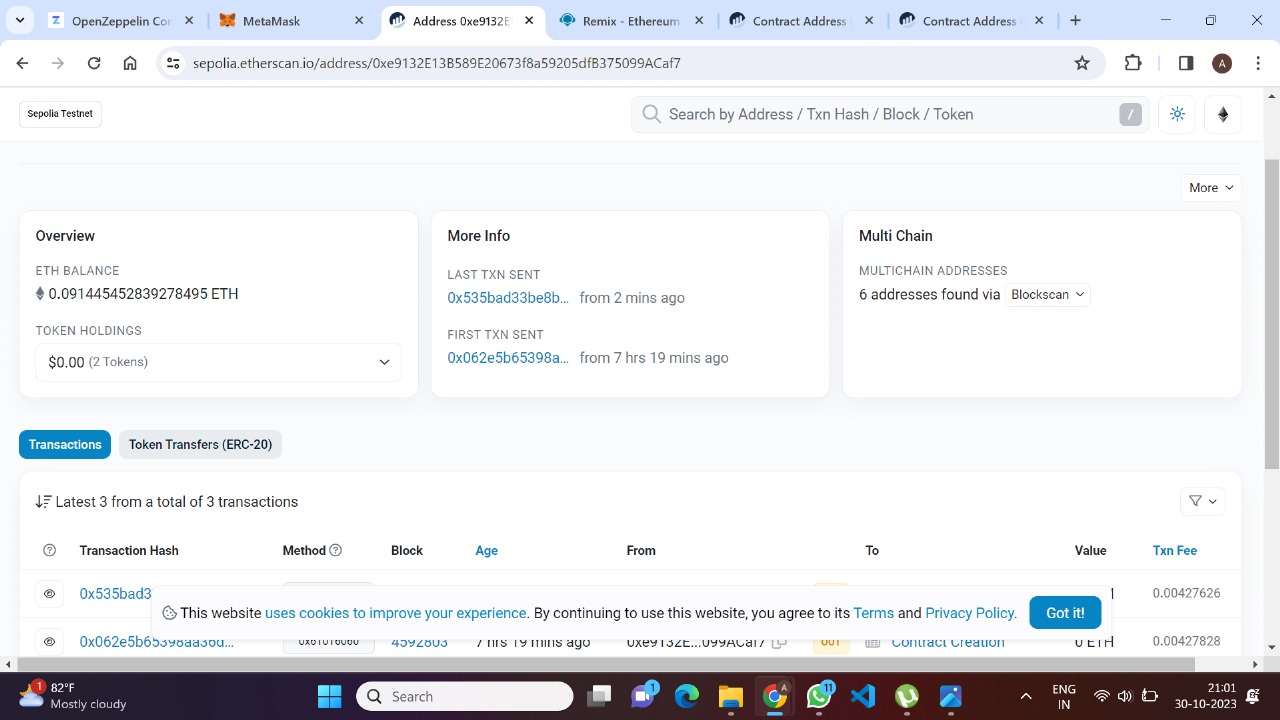 OpenZeppelin Con
MetaMask
Address 0xe9132E
Remix - Ethereum
Contract Address
Contract Address
sepolia.etherscan.io/address/0xe9132E13B589E20673f8a59205dfB375099ACaf7
A
Sepolia Testnet
Search by Address / Txn Hash / Block / Token
/
More
Overview
ETH BALANCE
0.091445452839278495 ETH
TOKEN HOLDINGS
$0.00 (2 Tokens)
More Info
LAST TXN SENT
0x535bad33be8b... from 2 mins ago
FIRST TXN SENT
0x062e5b65398a... from 7 hrs 19 mins ago
Multi Chain
MULTICHAIN ADDRESSES
6 addresses found via Blockscan
Transactions Token Transfers (ERC-20)
Latest 3 from a total of 3 transactions
Transaction Hash Method Block Age From To Value Txn Fee
0x535bad3 0.00427626
This website uses cookies to improve your experience. By continuing to use this website, you agree to its Terms and Privacy Policy. Got it!
0x062e5b65398aa36d... 0x61016060 4592803 7 hrs 19 mins ago 0xe9132E...099ACaf7 OUT Contract Creation 0 ETH 0.00427828
1
82°F
Mostly cloudy
Search
1
A
11
ENG
IN
21:01
30-10-2023